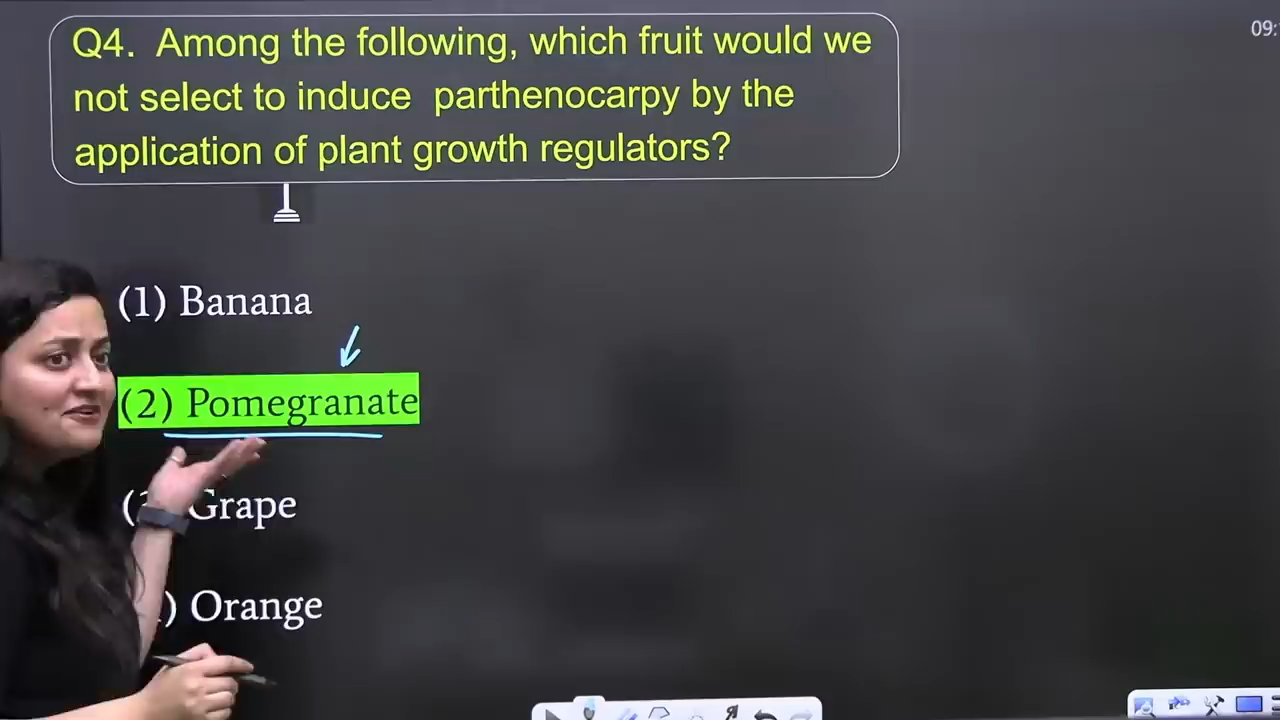 09:
Q4. Among the following, which fruit would we
not select to induce parthenocarpy by the
application of plant growth regulators?
(1) Banana
(2) Pomegranate
Grape
) Orange